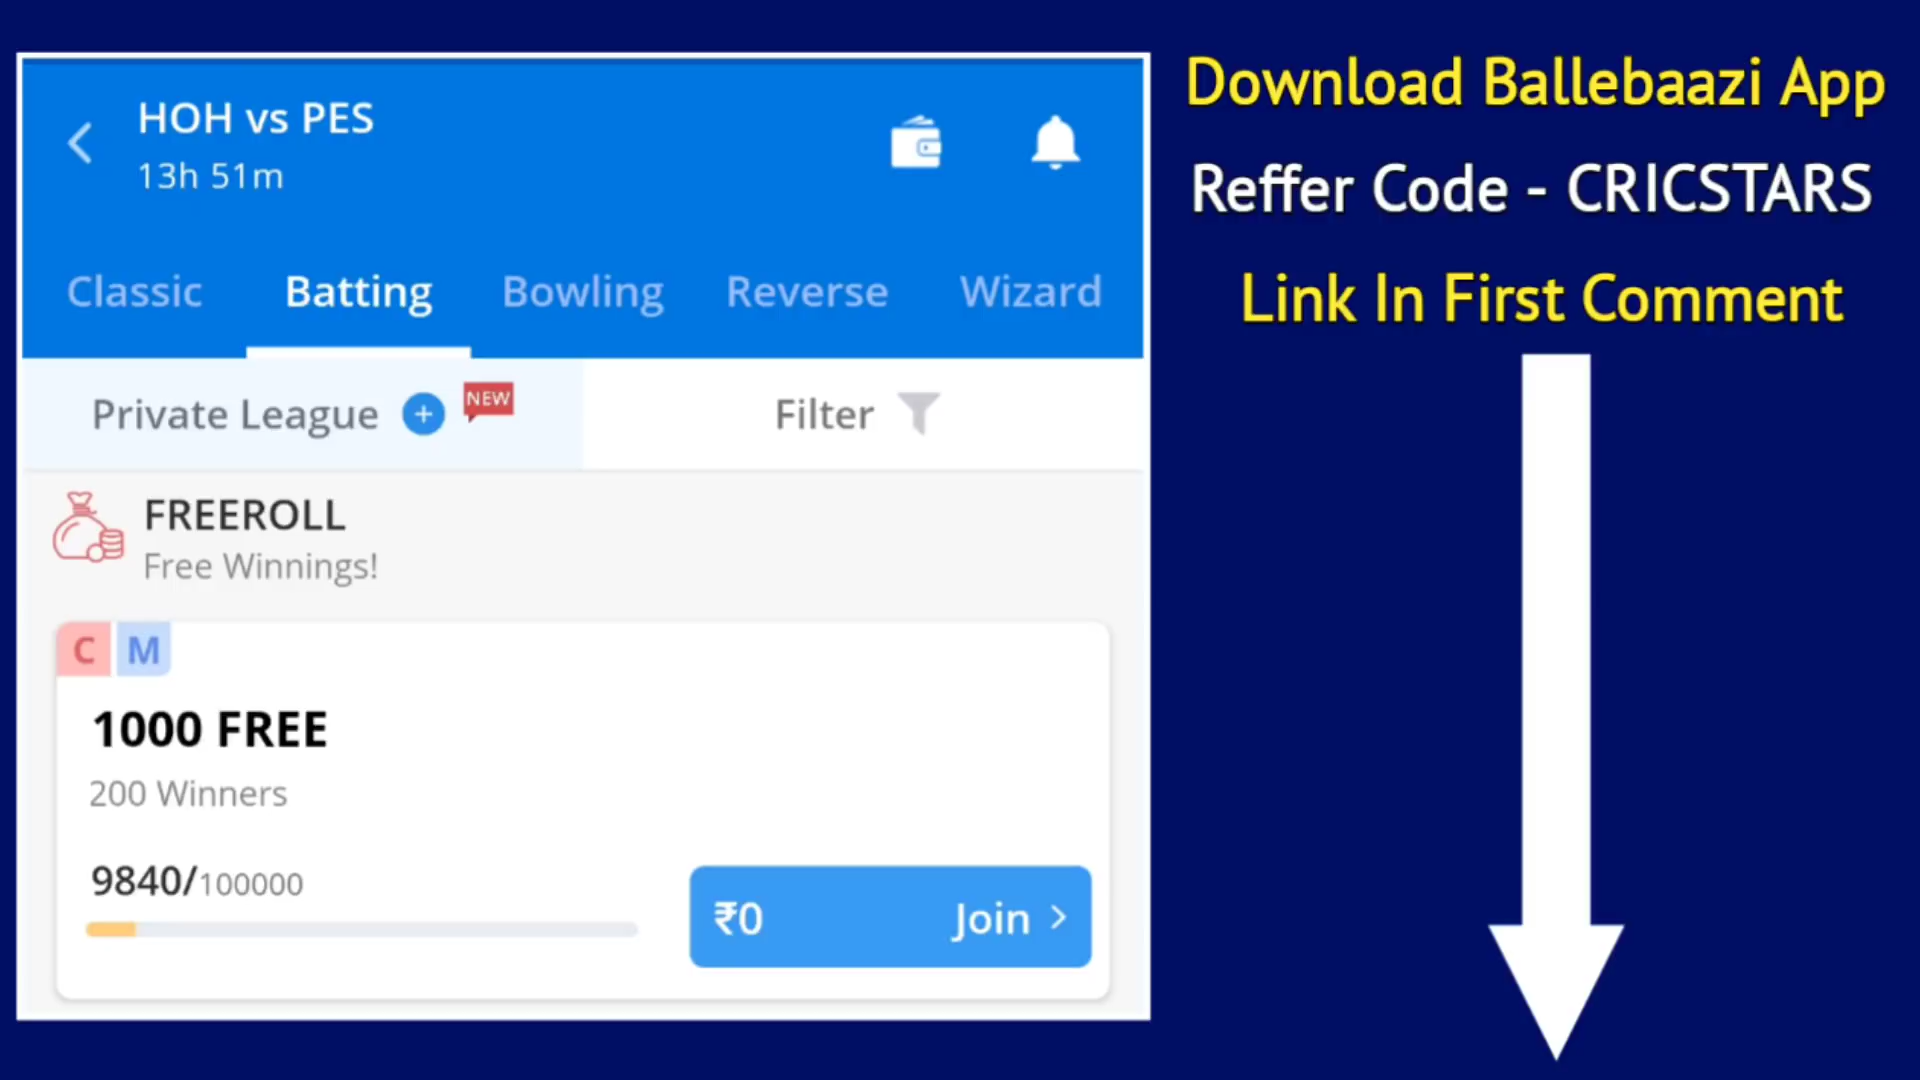 HOH vs PES
13h 51m
Classic Batting Bowling Reverse Wizard
Private League + NEW Filter
FREEROLL
Free Winnings!
C M
1000 FREE
200 Winners
9840/100000
₹0 Join >
Download Ballebaazi App
Reffer Code - CRICSTARS
Link In First Comment